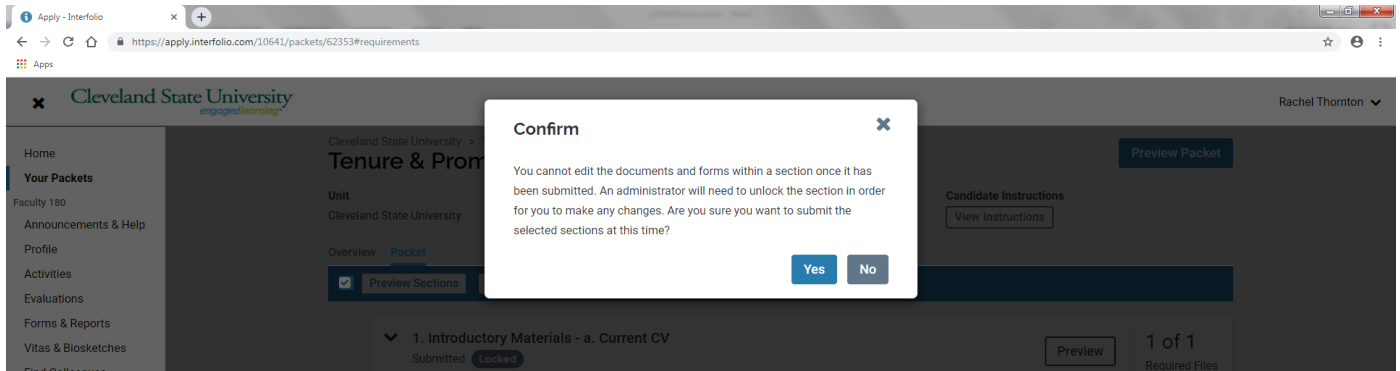 Apply - Interfolio
https://apply.interfolio.com/10641/packets/62353#requirements
Apps
Cleveland State University
engagedlearning
Rachel Thornton
Home
Your Packets
Faculty 180
Announcements & Help
Profile
Activities
Evaluations
Forms & Reports
Vitas & Biosketches
Cleveland State University >
Tenure & Prom
Preview Packet
Unit
Cleveland State University
Candidate Instructions
View Instructions
Overview Packet
Preview Sections
Confirm
You cannot edit the documents and forms within a section once it has
been submitted. An administrator will need to unlock the section in order
for you to make any changes. Are you sure you want to submit the
selected sections at this time?
Yes No
1. Introductory Materials - a. Current CV
Submitted Locked
Preview
1 of 1
Required Files